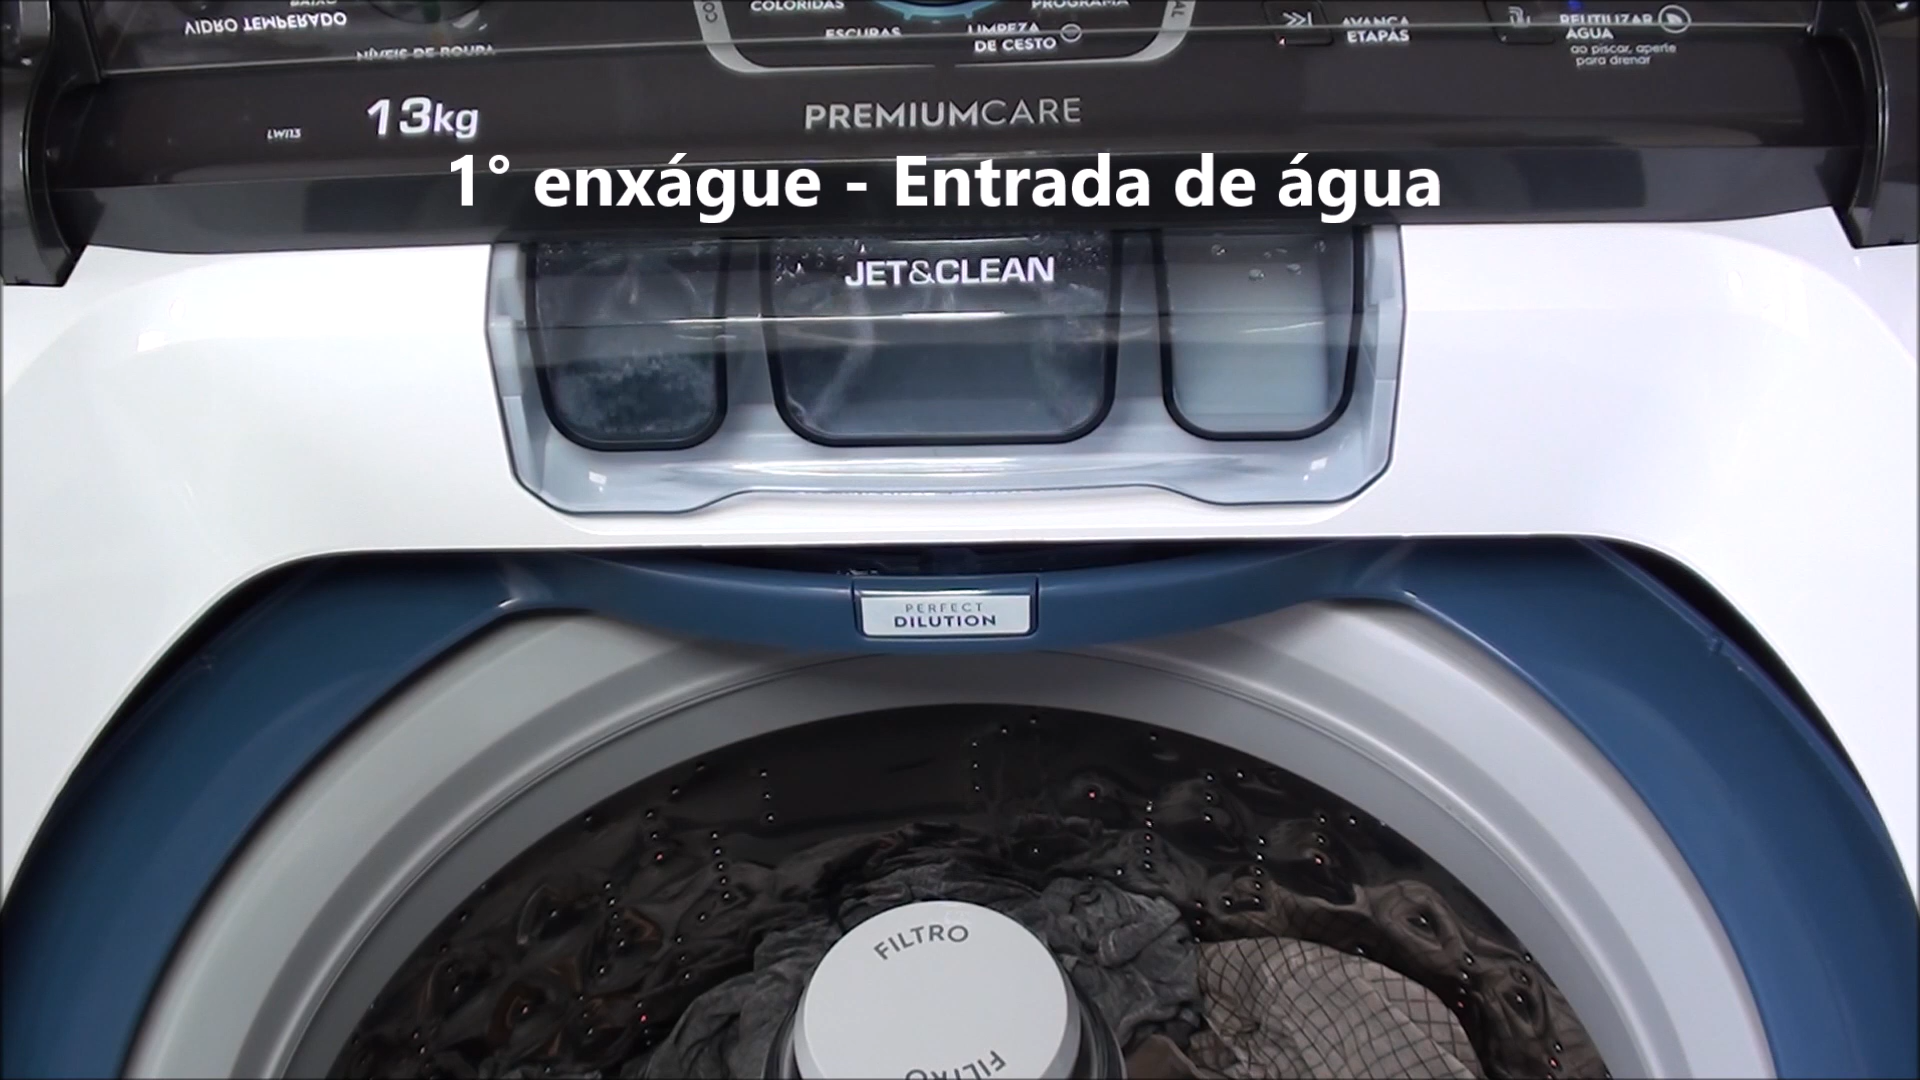 BAIXO
VIDRO TEMPERADO
NÍVEIS DE ROUPA
COLORIDAS
ESCURAS
PROGRAMA
LIMPEZA
DE CESTO
AVANÇA
ETAPAS
REUTILIZAR
ÁGUA
ao piscar, aperte
para drenar
LWI13
13kg
PREMIUMCARE
1° enxágue - Entrada de água
JET&CLEAN
PERFECT
DILUTION
FILTRO
FILTRO